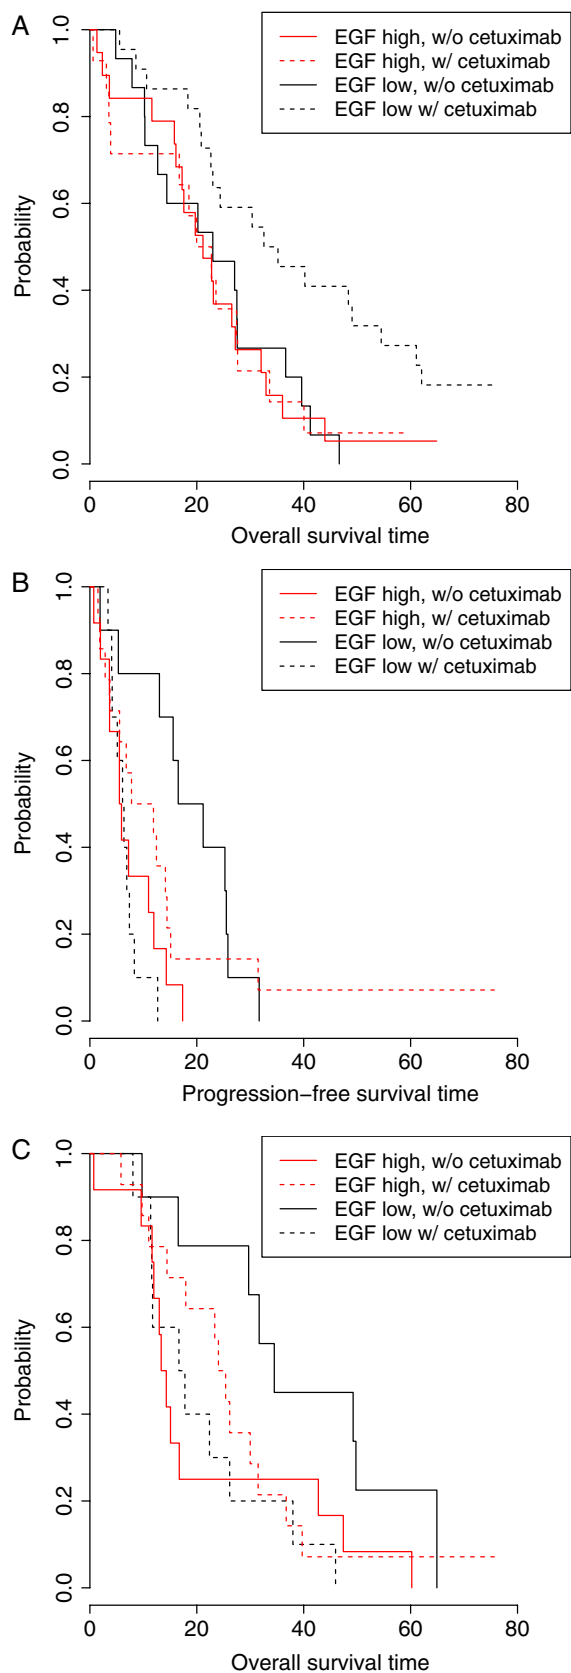 A
EGF high, w/o cetuximab
EGF high, w/ cetuximab
EGF low, w/o cetuximab
EGF low w/ cetuximab
Probability
1.0
0.8
0.6
0.4
0.2
0.0
0 20 40 60 80
Overall survival time
B
EGF high, w/o cetuximab
EGF high, w/ cetuximab
EGF low, w/o cetuximab
EGF low w/ cetuximab
Probability
1.0
0.8
0.6
0.4
0.2
0.0
0 20 40 60 80
Progression−free survival time
C
EGF high, w/o cetuximab
EGF high, w/ cetuximab
EGF low, w/o cetuximab
EGF low w/ cetuximab
Probability
1.0
0.8
0.6
0.4
0.2
0.0
0 20 40 60 80
Overall survival time